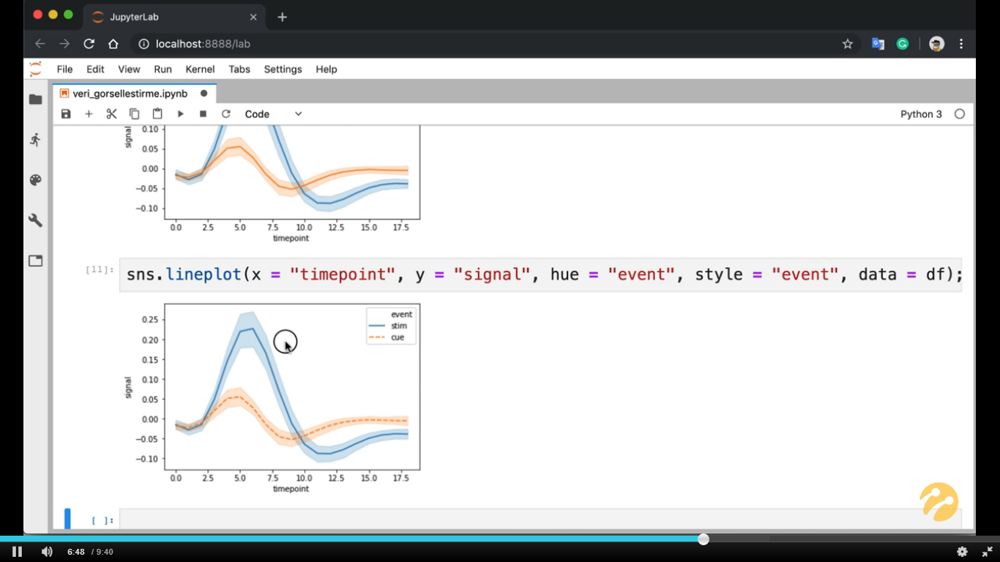 JupyterLab
localhost:8888/lab
File Edit View Run Kernel Tabs Settings Help
veri_gorsellestirme.ipynb
Code
Python 3
signal
0.10
0.05
0.00
−0.05
−0.10
0.0 2.5 5.0 7.5 10.0 12.5 15.0 17.5
timepoint
[11]: sns.lineplot(x = "timepoint", y = "signal", hue = "event", style = "event", data = df);
event
stim
cue
signal
0.25
0.20
0.15
0.10
0.05
0.00
−0.05
−0.10
0.0 2.5 5.0 7.5 10.0 12.5 15.0 17.5
timepoint
[ ]:
6:48 / 9:40